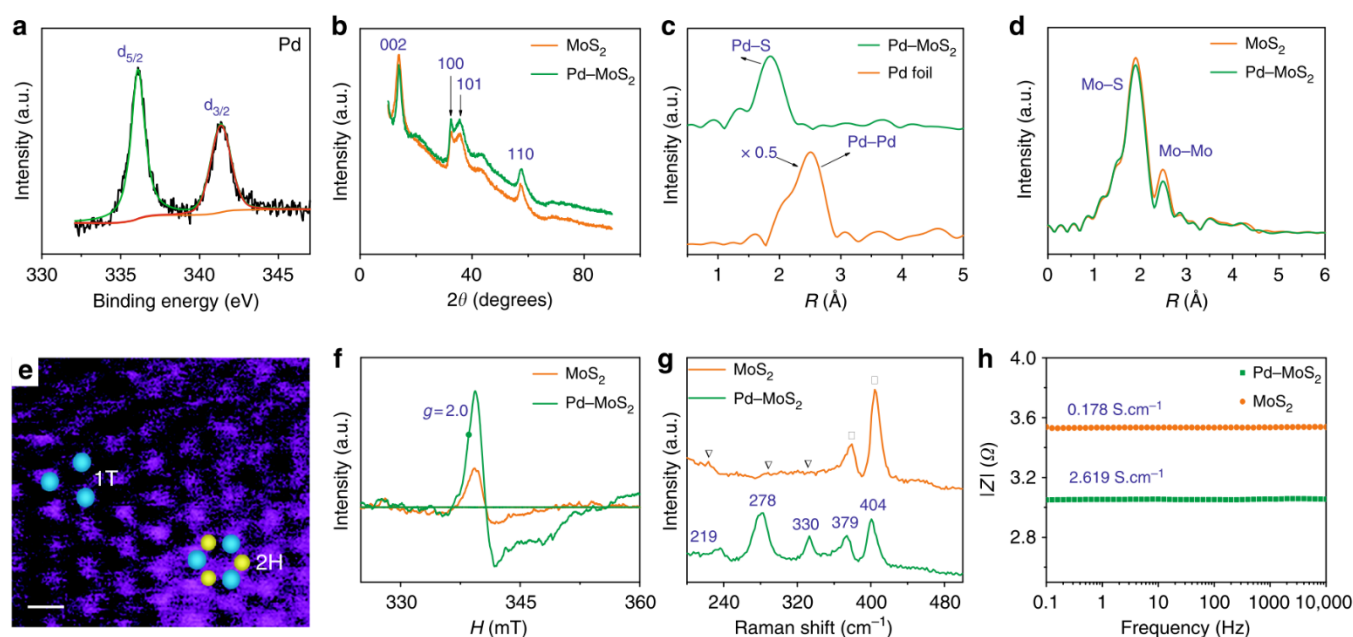 a
Pd
d5/2
d3/2
Intensity (a.u.)
330 335 340 345
Binding energy (eV)
b
MoS2
Pd–MoS2
002
100
101
110
Intensity (a.u.)
0 40 80
2θ (degrees)
c
Pd–MoS2
Pd foil
Pd–S
× 0.5
Pd–Pd
Intensity (a.u.)
1 2 3 4 5
R (Å)
d
MoS2
Pd–MoS2
Mo–S
Mo–Mo
Intensity (a.u.)
0 1 2 3 4 5 6
R (Å)
e
1T
2H
f
MoS2
Pd–MoS2
g = 2.0
Intensity (a.u.)
330 345 360
H (mT)
g
MoS2
Pd–MoS2
219
278
330
379
404
Intensity (a.u.)
200 320 400 480
Raman shift (cm−1)
h
Pd–MoS2
MoS2
0.178 S.cm−1
2.619 S.cm−1
|Z| (Ω)
4.0
3.6
3.2
2.8
0.1 1 10 100 1000 10,000
Frequency (Hz)